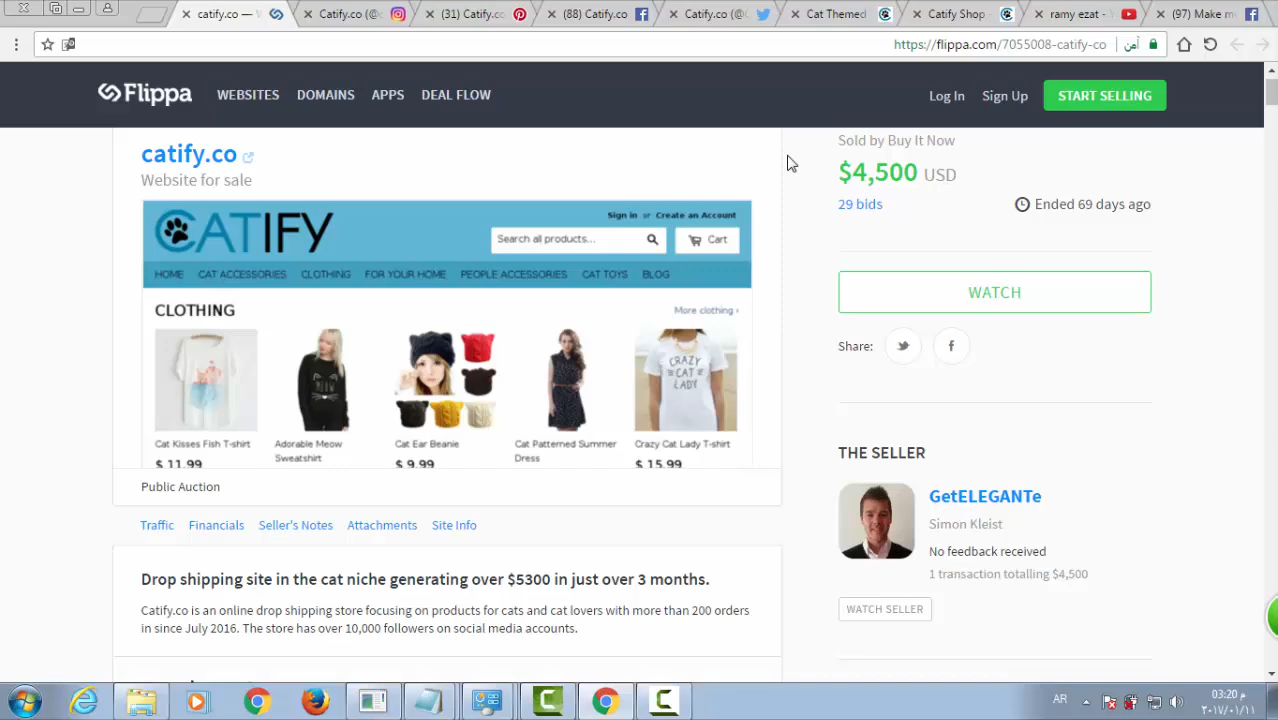 catify.co —
Catify.co (@c
(31) Catify.co
(88) Catify.co
Catify.co (@
Cat Themed
Catify Shop
ramy ezat -
(97) Make m
https://flippa.com/7055008-catify-co
آمن
Flippa
WEBSITES
DOMAINS
APPS
DEAL FLOW
Log In
Sign Up
START SELLING
catify.co
Website for sale
CATIFY
Sign in or Create an Account
Search all products...
Cart
HOME
CAT ACCESSORIES
CLOTHING
FOR YOUR HOME
PEOPLE ACCESSORIES
CAT TOYS
BLOG
CLOTHING
More clothing ›
CRAZY
CAT
LADY
MEOW
Cat Kisses Fish T-shirt
Adorable Meow
Sweatshirt
Cat Ear Beanie
Cat Patterned Summer
Dress
Crazy Cat Lady T-shirt
$ 11.99
$ 9.99
$ 15.99
Public Auction
Traffic
Financials
Seller's Notes
Attachments
Site Info
Drop shipping site in the cat niche generating over $5300 in just over 3 months.
Catify.co is an online drop shipping store focusing on products for cats and cat lovers with more than 200 orders
in since July 2016. The store has over 10,000 followers on social media accounts.
Sold by Buy It Now
$4,500 USD
29 bids
Ended 69 days ago
WATCH
Share:
THE SELLER
GetELEGANTe
Simon Kleist
No feedback received
1 transaction totalling $4,500
WATCH SELLER
AR
03:20 م
٢٠١٧/٠١/١١